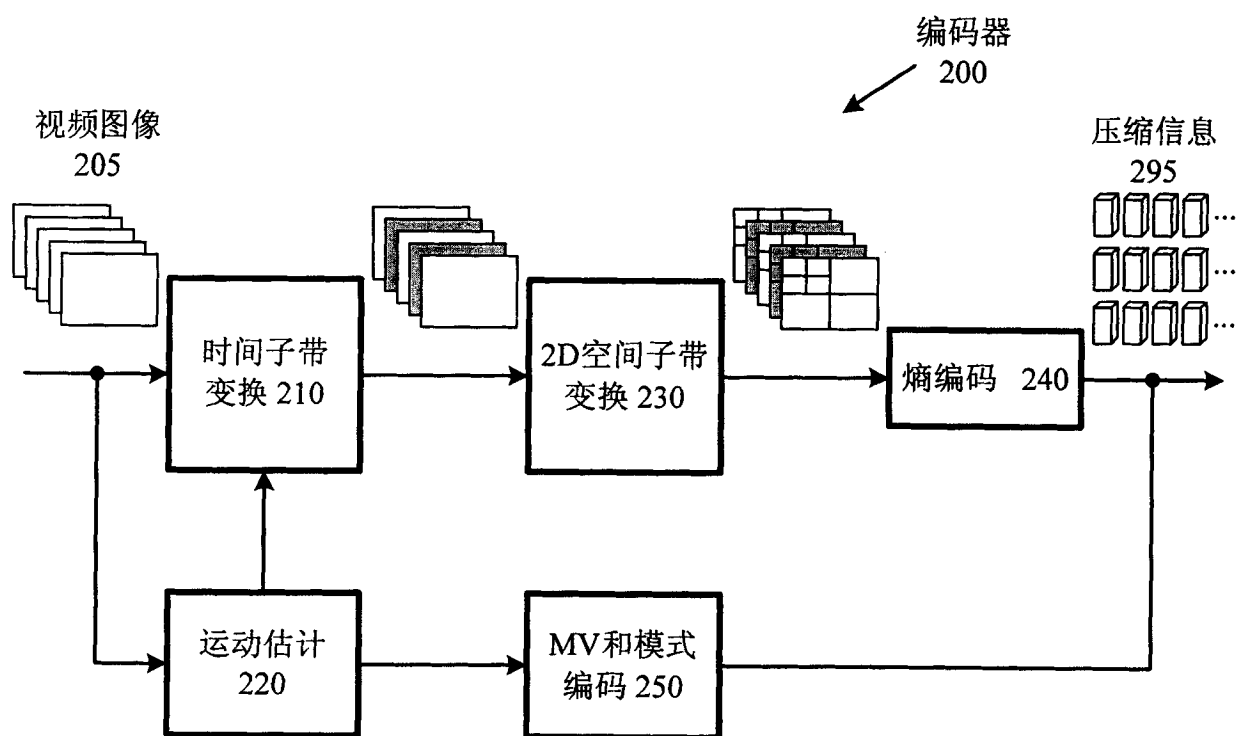 编码器
200
视频图像
205
压缩信息
295
...
...
...
时间子带
变换 210
2D空间子带
变换 230
熵编码 240
运动估计
220
MV和模式
编码 250